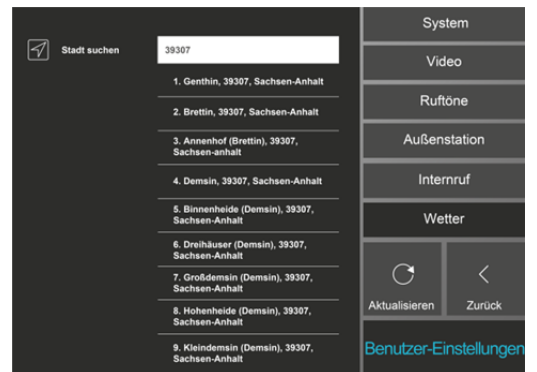 Stadt suchen
39307
1. Genthin, 39307, Sachsen-Anhalt
2. Brettin, 39307, Sachsen-Anhalt
3. Annenhof (Brettin), 39307,
Sachsen-anhalt
4. Demsin, 39307, Sachsen-Anhalt
5. Binnenheide (Demsin), 39307,
Sachsen-Anhalt
6. Dreihäuser (Demsin), 39307,
Sachsen-Anhalt
7. Großdemsin (Demsin), 39307,
Sachsen-Anhalt
8. Hohenheide (Demsin), 39307,
Sachsen-Anhalt
9. Kleindemsin (Demsin), 39307,
Sachsen-Anhalt
System
Video
Ruftöne
Außenstation
Internruf
Wetter
Aktualisieren
Zurück
Benutzer-Einstellungen